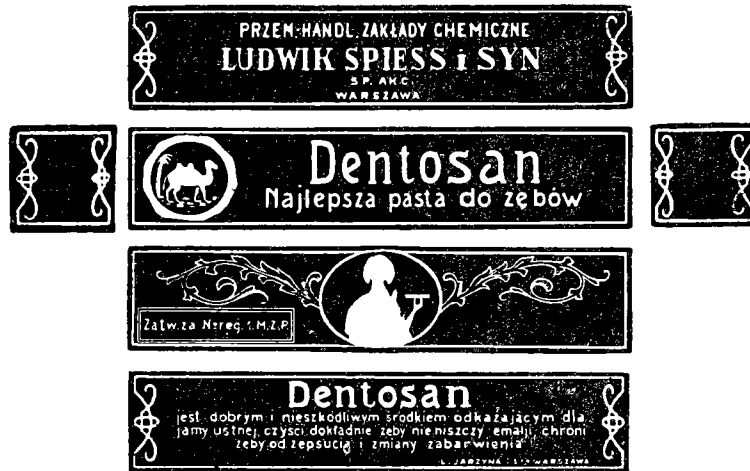 PRZEM.-HANDL. ZAKŁADY CHEMICZNE
LUDWIK SPIESS i SYN
SP. AKC.
WARSZAWA
Dentosan
Najlepsza pasta do zębów
Zatw. za Nr. reg. 1. M.Z.P.
Dentosan
jest dobrym i nieszkodliwym środkiem odkażającym dla
jamy ustnej, czyści dokładnie zęby nie niszczy emalji, chroni
zęby od zepsucia i zmiany zabarwienia
L. JARZYNA WARSZAWA